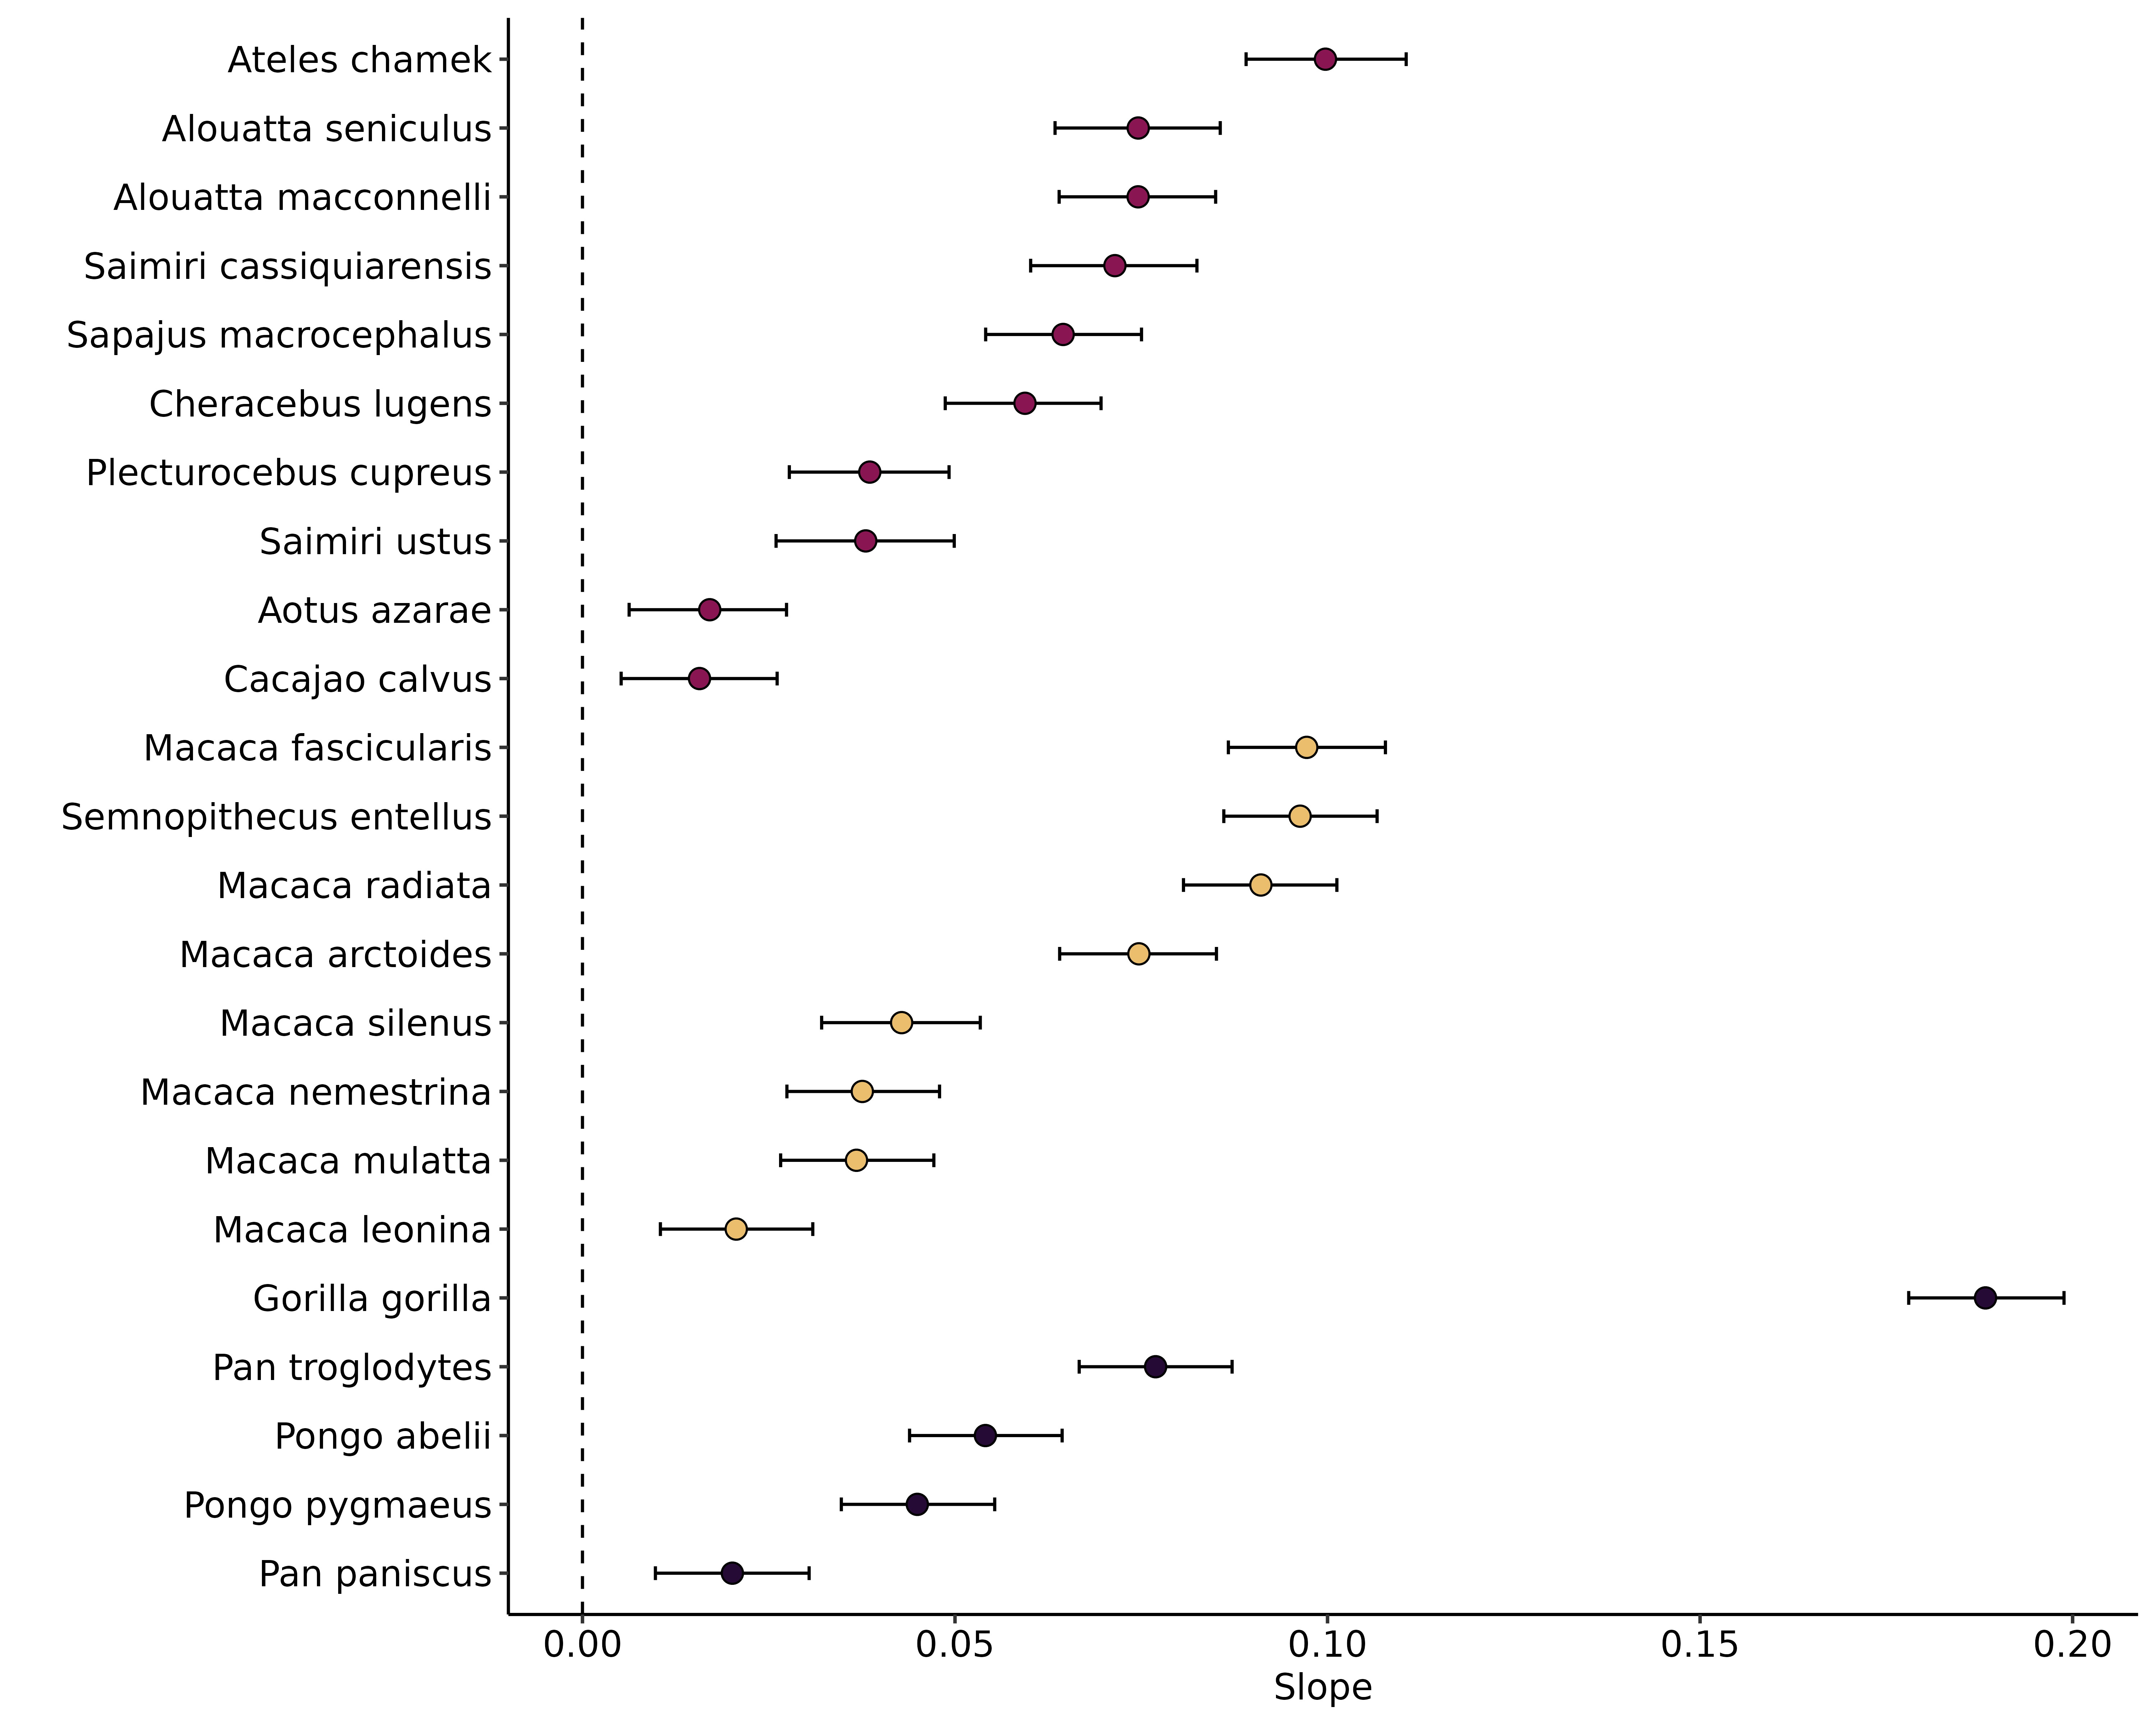 Ateles chamek
Alouatta seniculus
Alouatta macconnelli
Saimiri cassiquiarensis
Sapajus macrocephalus
Cheracebus lugens
Plecturocebus cupreus
Saimiri ustus
Aotus azarae
Cacajao calvus
Macaca fascicularis
Semnopithecus entellus
Macaca radiata
Macaca arctoides
Macaca silenus
Macaca nemestrina
Macaca mulatta
Macaca leonina
Gorilla gorilla
Pan troglodytes
Pongo abelii
Pongo pygmaeus
Pan paniscus
0.00 0.05 0.10 0.15 0.20
Slope